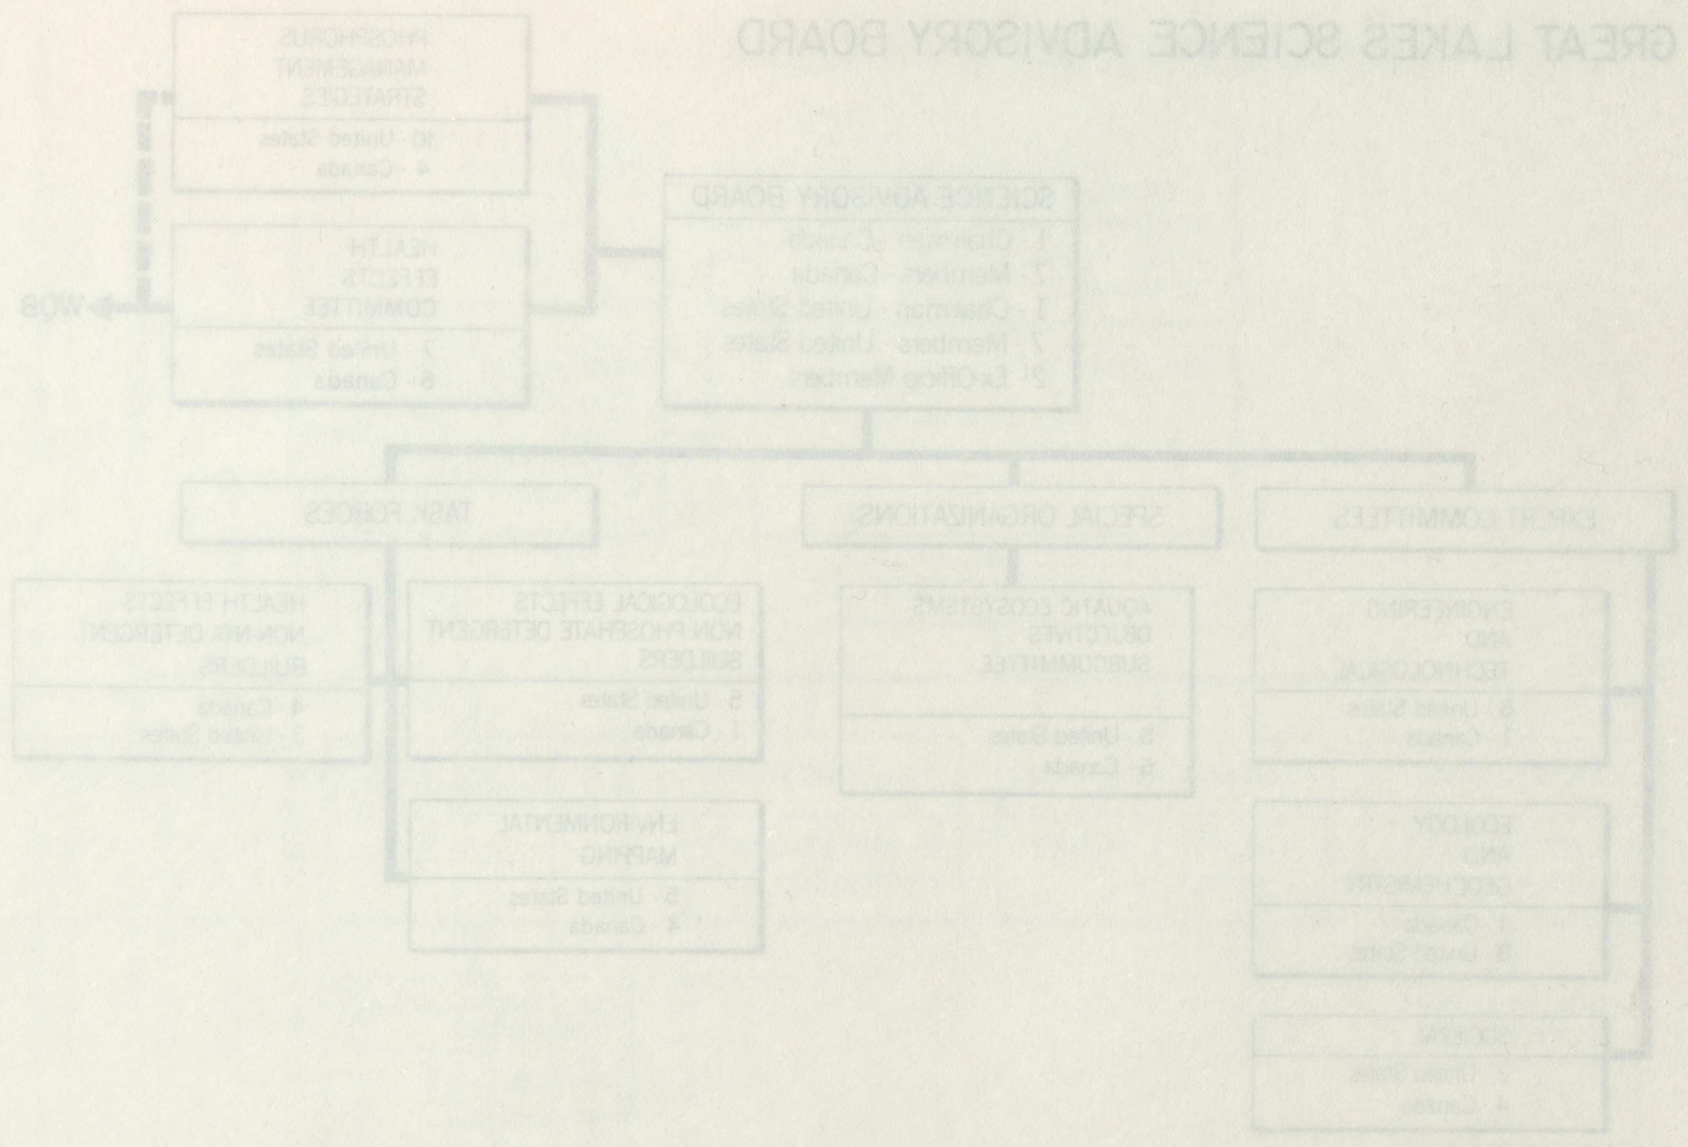 GREAT LAKES SCIENCE ADVISORY BOARD
SCIENCE ADVISORY BOARD
1 - Chairman - Canada
7 - Members - Canada
1 - Chairman - United States
7 - Members - United States
2 - Ex-Officio Members
PHOSPHORUS
MANAGEMENT
STRATEGIES
10 - United States
4 - Canada
HEALTH
EFFECTS
COMMITTEE
7 - United States
6 - Canada
WQB
EXPERT COMMITTEES
SPECIAL ORGANIZATIONS
TASK FORCES
ENGINEERING
AND
TECHNOLOGICAL
United States
1 - Canada
ECOLOGY
AND
GEOCHEMISTRY
Canada
United States
SOCIETAL
United States
4 - Canada
AQUATIC ECOSYSTEMS
OBJECTIVES
SUBCOMMITTEE
United States
Canada
ECOLOGICAL EFFECTS
NON PHOSPHATE DETERGENT
BUILDERS
5 - United States
1 - Canada
HEALTH EFFECTS
NON-NTA DETERGENT
BUILDERS
4 - Canada
3 - United States
ENVIRONMENTAL
MAPPING
5 - United States
4 - Canada